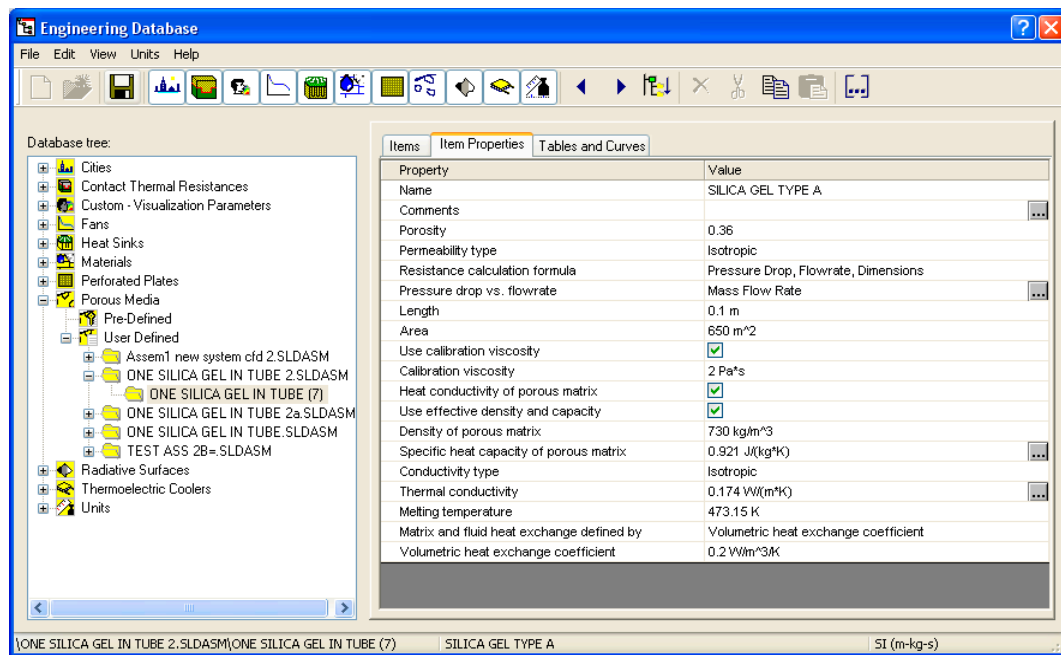 Engineering Database
File Edit View Units Help
Database tree:
Cities
Contact Thermal Resistances
Custom - Visualization Parameters
Fans
Heat Sinks
Materials
Perforated Plates
Porous Media
Pre-Defined
User Defined
Assem1 new system cfd 2.SLDASM
ONE SILICA GEL IN TUBE 2.SLDASM
ONE SILICA GEL IN TUBE (7)
ONE SILICA GEL IN TUBE 2a.SLDASM
ONE SILICA GEL IN TUBE.SLDASM
TEST ASS 2B=.SLDASM
Radiative Surfaces
Thermoelectric Coolers
Units
Items Item Properties Tables and Curves
Property Value
Name SILICA GEL TYPE A
Comments ...
Porosity 0.36
Permeability type Isotropic
Resistance calculation formula Pressure Drop, Flowrate, Dimensions
Pressure drop vs. flowrate Mass Flow Rate ...
Length 0.1 m
Area 650 m^2
Use calibration viscosity
Calibration viscosity 2 Pa*s
Heat conductivity of porous matrix
Use effective density and capacity
Density of porous matrix 730 kg/m^3
Specific heat capacity of porous matrix 0.921 J/(kg*K) ...
Conductivity type Isotropic
Thermal conductivity 0.174 W/(m*K) ...
Melting temperature 473.15 K
Matrix and fluid heat exchange defined by Volumetric heat exchange coefficient
Volumetric heat exchange coefficient 0.2 W/m^3/K
\ONE SILICA GEL IN TUBE 2.SLDASM\ONE SILICA GEL IN TUBE (7) SILICA GEL TYPE A SI (m-kg-s)